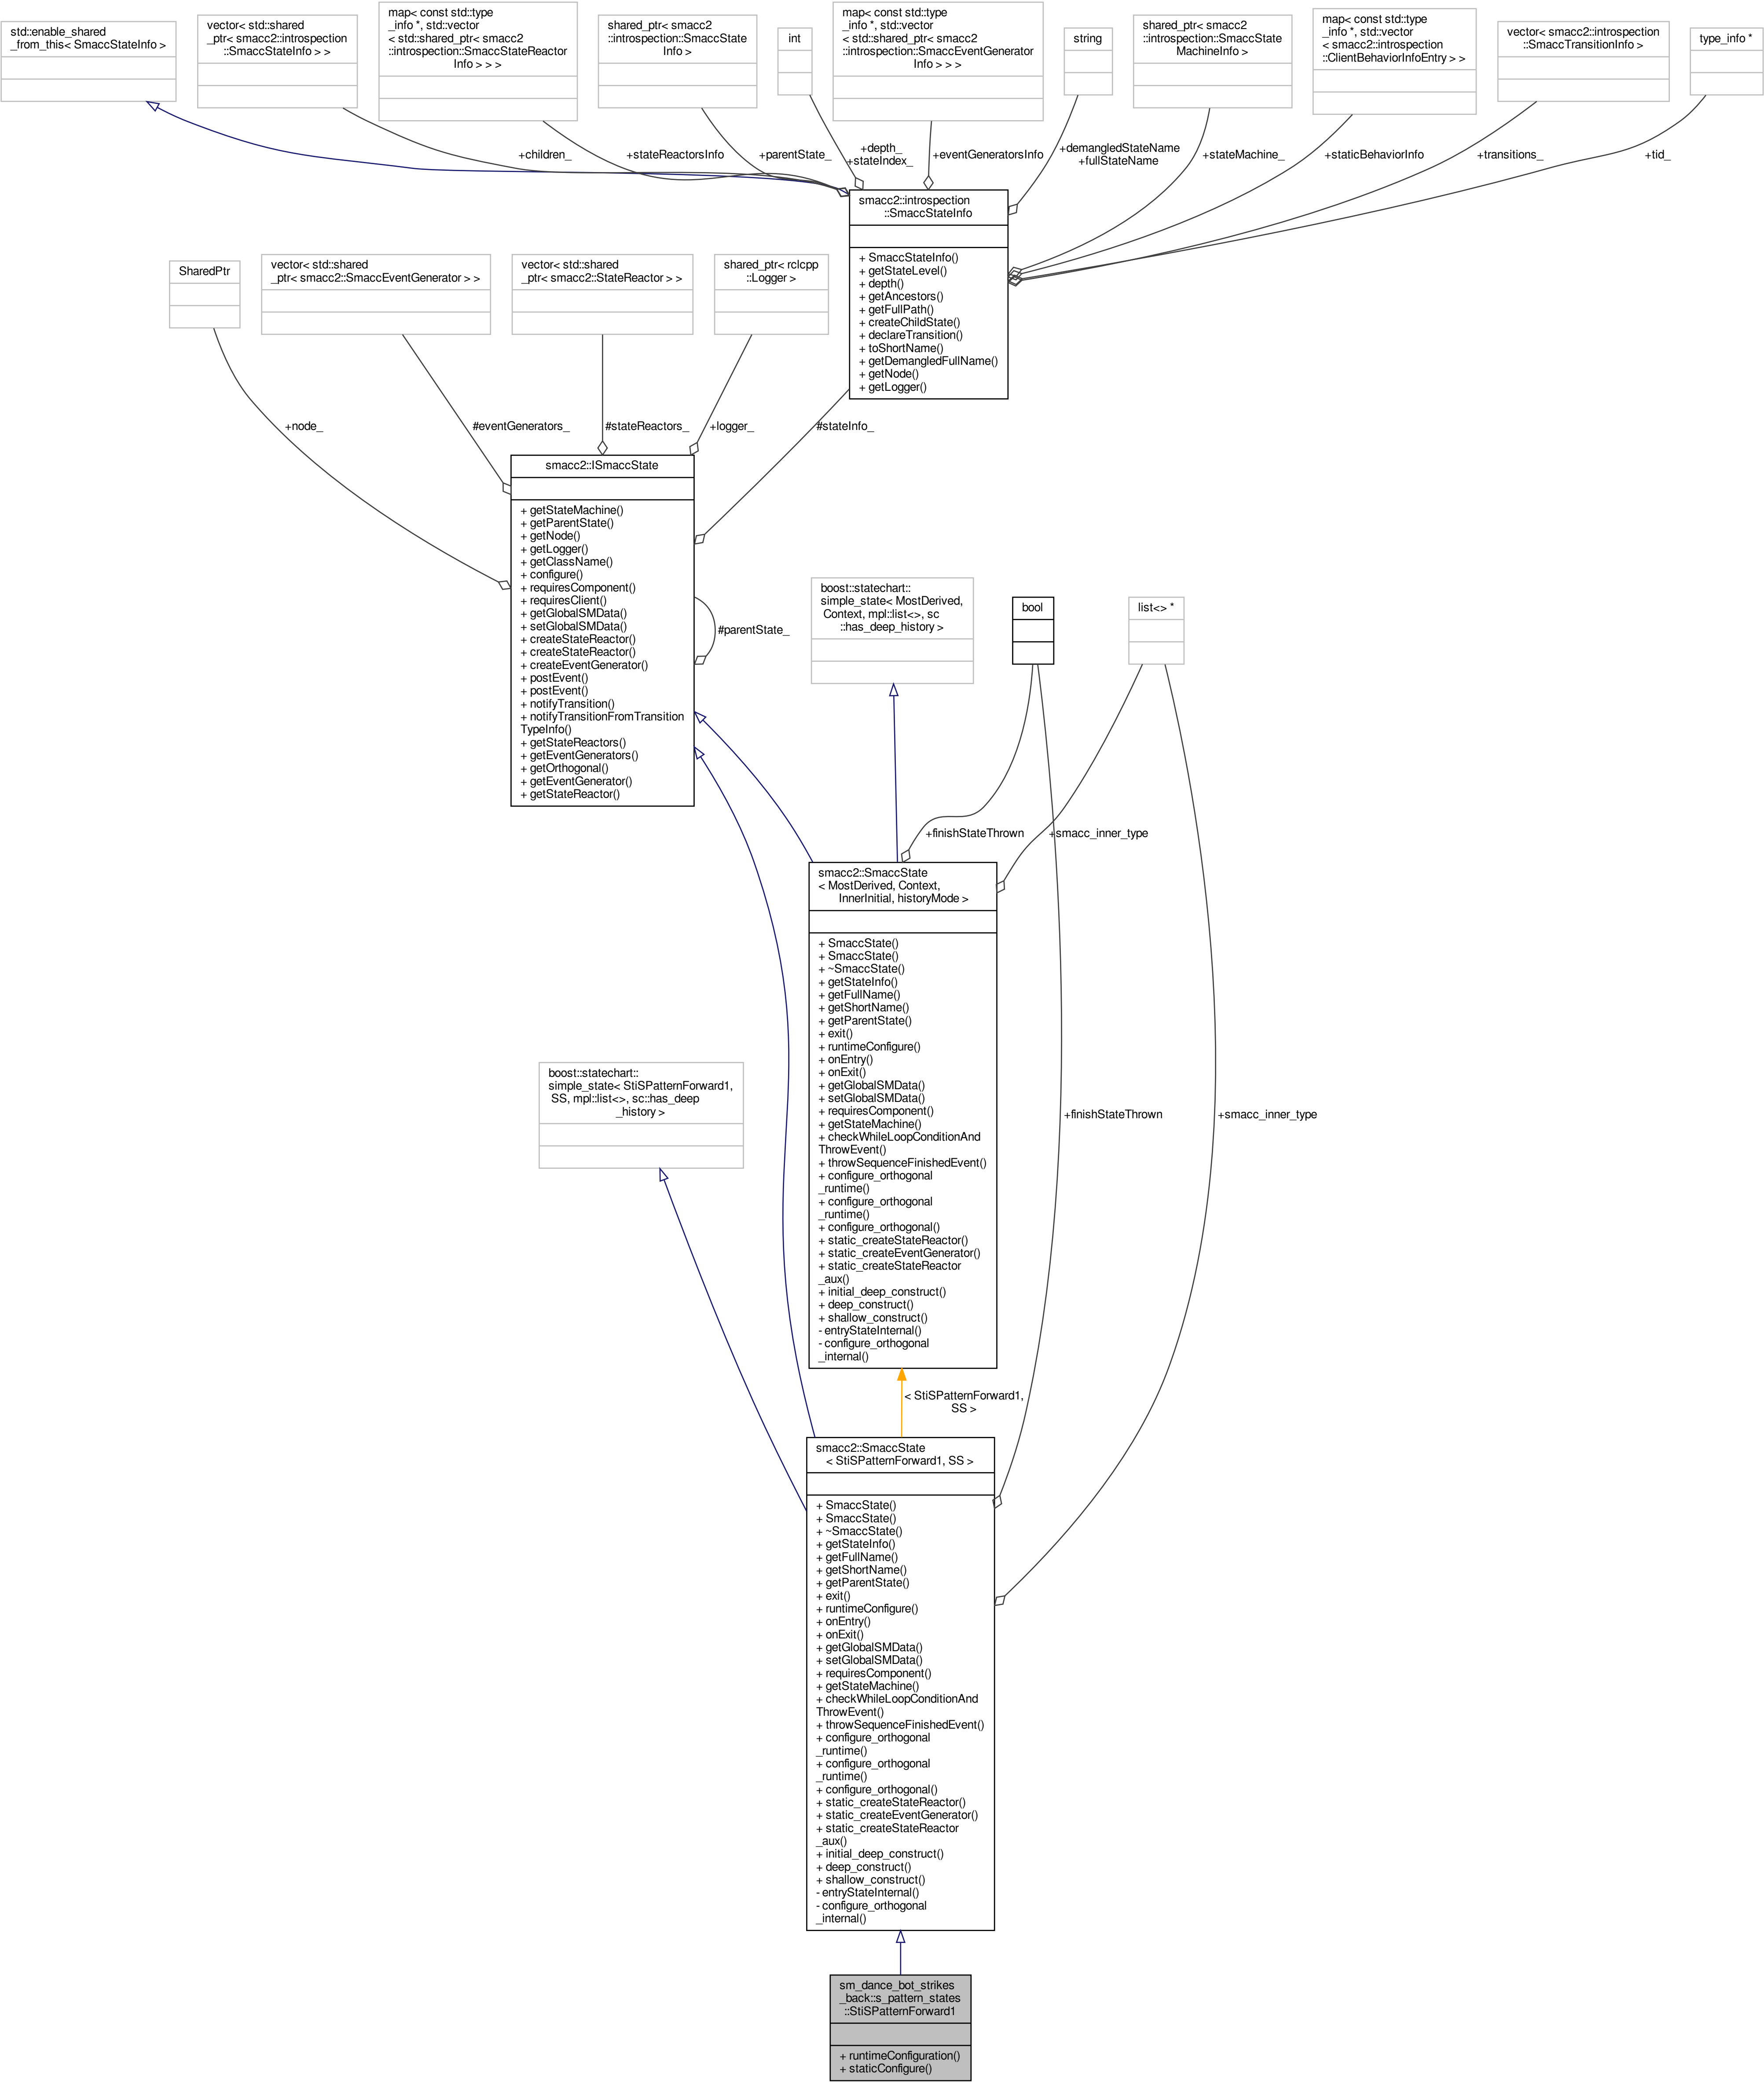 std::enable_shared
_from_this< SmaccStateInfo >
vector< std::shared
_ptr< smacc2::introspection
::SmaccStateInfo > >
map< const std::type
_info *, std::vector
< std::shared_ptr< smacc2
::introspection::SmaccStateReactor
Info > > >
shared_ptr< smacc2
::introspection::SmaccState
Info >
int
map< const std::type
_info *, std::vector
< std::shared_ptr< smacc2
::introspection::SmaccEventGenerator
Info > > >
string
shared_ptr< smacc2
::introspection::SmaccState
MachineInfo >
map< const std::type
_info *, std::vector
< smacc2::introspection
::ClientBehaviorInfoEntry > >
vector< smacc2::introspection
::SmaccTransitionInfo >
type_info *
+children_
+stateReactorsInfo
+parentState_
+depth_
+stateIndex_
+eventGeneratorsInfo
+demangledStateName
+fullStateName
+stateMachine_
+staticBehaviorInfo
+transitions_
+tid_
smacc2::introspection
::SmaccStateInfo
+ SmaccStateInfo()
+ getStateLevel()
+ depth()
+ getAncestors()
+ getFullPath()
+ createChildState()
+ declareTransition()
+ toShortName()
+ getDemangledFullName()
+ getNode()
+ getLogger()
SharedPtr
vector< std::shared
_ptr< smacc2::SmaccEventGenerator > >
vector< std::shared
_ptr< smacc2::StateReactor > >
shared_ptr< rclcpp
::Logger >
+node_
#eventGenerators_
#stateReactors_
+logger_
#stateInfo_
smacc2::ISmaccState
+ getStateMachine()
+ getParentState()
+ getNode()
+ getLogger()
+ getClassName()
+ configure()
+ requiresComponent()
+ requiresClient()
+ getGlobalSMData()
+ setGlobalSMData()
+ createStateReactor()
+ createStateReactor()
+ createEventGenerator()
+ postEvent()
+ postEvent()
+ notifyTransition()
+ notifyTransitionFromTransition
TypeInfo()
+ getStateReactors()
+ getEventGenerators()
+ getOrthogonal()
+ getEventGenerator()
+ getStateReactor()
#parentState_
boost::statechart::
simple_state< MostDerived,
Context, mpl::list<>, sc
::has_deep_history >
bool
list<> *
+finishStateThrown
+smacc_inner_type
smacc2::SmaccState
< MostDerived, Context,
InnerInitial, historyMode >
+ SmaccState()
+ SmaccState()
+ ~SmaccState()
+ getStateInfo()
+ getFullName()
+ getShortName()
+ getParentState()
+ exit()
+ runtimeConfigure()
+ onEntry()
+ onExit()
+ getGlobalSMData()
+ setGlobalSMData()
+ requiresComponent()
+ getStateMachine()
+ checkWhileLoopConditionAnd
ThrowEvent()
+ throwSequenceFinishedEvent()
+ configure_orthogonal
_runtime()
+ configure_orthogonal
_runtime()
+ configure_orthogonal()
+ static_createStateReactor()
+ static_createEventGenerator()
+ static_createStateReactor
_aux()
+ initial_deep_construct()
+ deep_construct()
+ shallow_construct()
- entryStateInternal()
- configure_orthogonal
_internal()
boost::statechart::
simple_state< StiSPatternForward1,
SS, mpl::list<>, sc::has_deep
_history >
+finishStateThrown
+smacc_inner_type
< StiSPatternForward1,
SS >
smacc2::SmaccState
< StiSPatternForward1, SS >
+ SmaccState()
+ SmaccState()
+ ~SmaccState()
+ getStateInfo()
+ getFullName()
+ getShortName()
+ getParentState()
+ exit()
+ runtimeConfigure()
+ onEntry()
+ onExit()
+ getGlobalSMData()
+ setGlobalSMData()
+ requiresComponent()
+ getStateMachine()
+ checkWhileLoopConditionAnd
ThrowEvent()
+ throwSequenceFinishedEvent()
+ configure_orthogonal
_runtime()
+ configure_orthogonal
_runtime()
+ configure_orthogonal()
+ static_createStateReactor()
+ static_createEventGenerator()
+ static_createStateReactor
_aux()
+ initial_deep_construct()
+ deep_construct()
+ shallow_construct()
- entryStateInternal()
- configure_orthogonal
_internal()
sm_dance_bot_strikes
_back::s_pattern_states
::StiSPatternForward1
+ runtimeConfiguration()
+ staticConfigure()